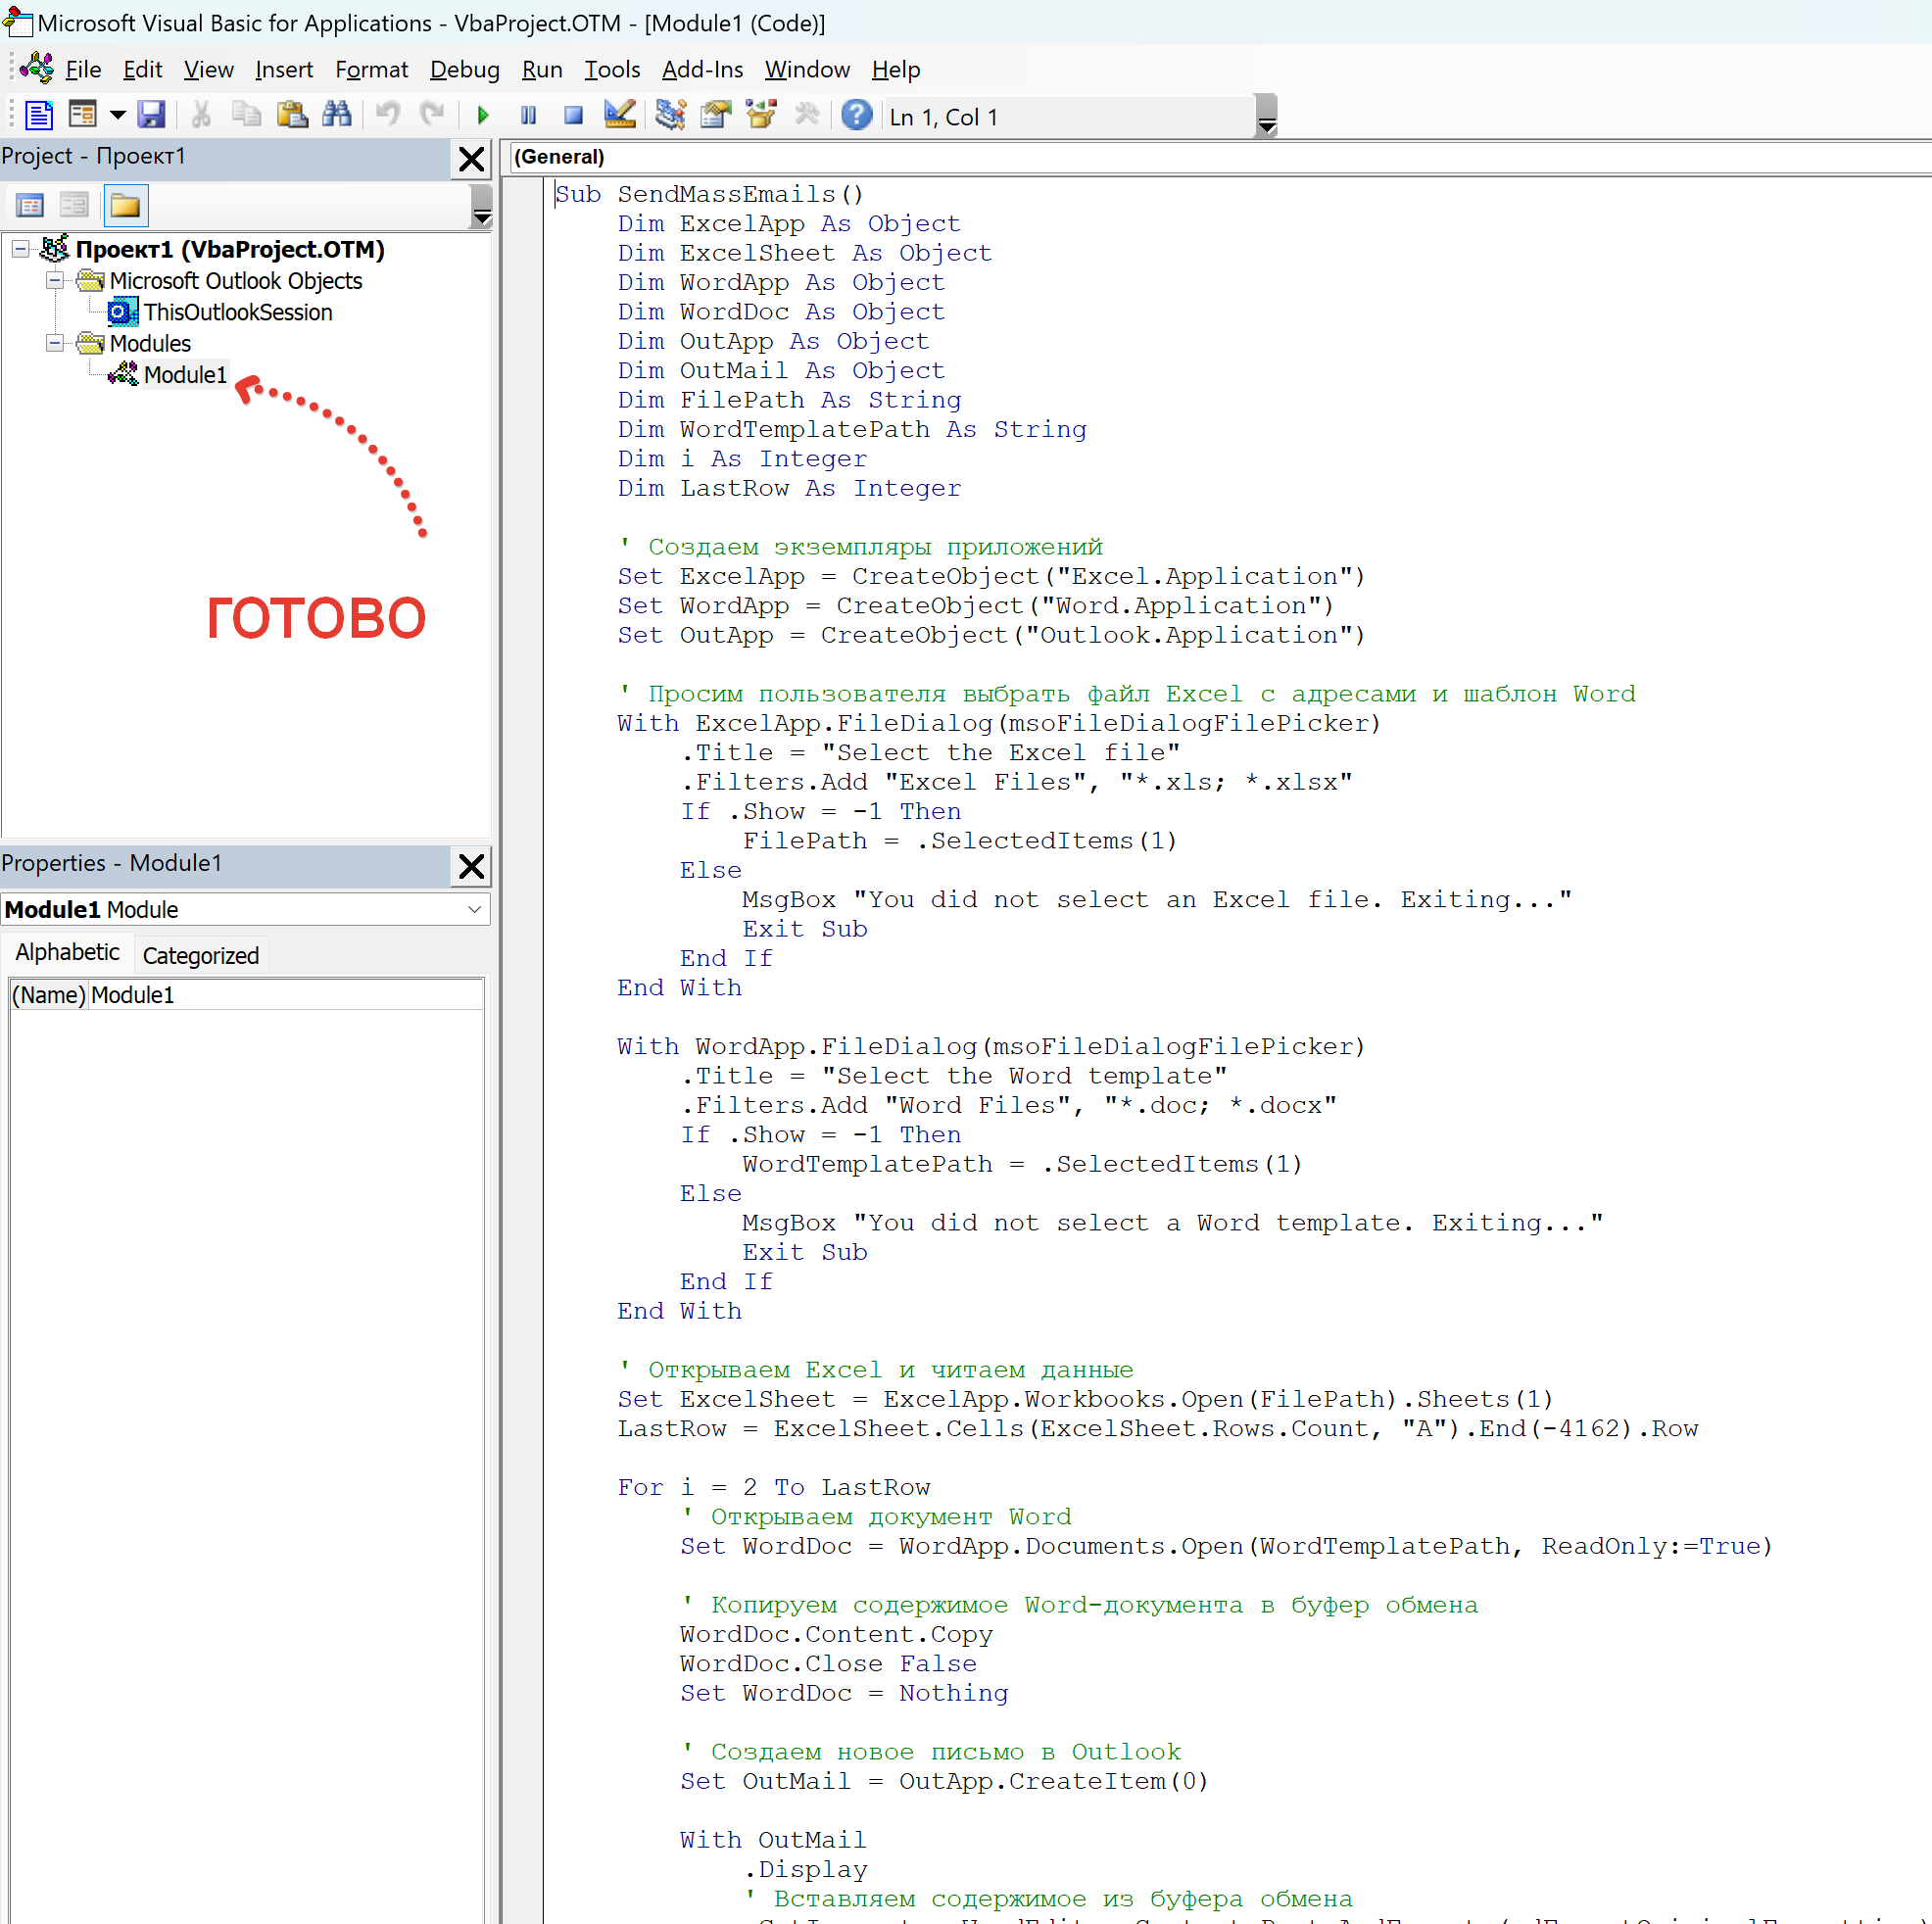 Microsoft Visual Basic for Applications - VbaProject.OTM - [Module1 (Code)]
File Edit View Insert Format Debug Run Tools Add-Ins Window Help
Ln 1, Col 1
Project - Проект1
Проект1 (VbaProject.OTM)
Microsoft Outlook Objects
ThisOutlookSession
Modules
Module1
ГОТОВО
Properties - Module1
Module1 Module
Alphabetic Categorized
(Name) Module1
(General)
Sub SendMassEmails()
Dim ExcelApp As Object
Dim ExcelSheet As Object
Dim WordApp As Object
Dim WordDoc As Object
Dim OutApp As Object
Dim OutMail As Object
Dim FilePath As String
Dim WordTemplatePath As String
Dim i As Integer
Dim LastRow As Integer
' Создаем экземпляры приложений
Set ExcelApp = CreateObject("Excel.Application")
Set WordApp = CreateObject("Word.Application")
Set OutApp = CreateObject("Outlook.Application")
' Просим пользователя выбрать файл Excel с адресами и шаблон Word
With ExcelApp.FileDialog(msoFileDialogFilePicker)
.Title = "Select the Excel file"
.Filters.Add "Excel Files", "*.xls; *.xlsx"
If .Show = -1 Then
FilePath = .SelectedItems(1)
Else
MsgBox "You did not select an Excel file. Exiting..."
Exit Sub
End If
End With
With WordApp.FileDialog(msoFileDialogFilePicker)
.Title = "Select the Word template"
.Filters.Add "Word Files", "*.doc; *.docx"
If .Show = -1 Then
WordTemplatePath = .SelectedItems(1)
Else
MsgBox "You did not select a Word template. Exiting..."
Exit Sub
End If
End With
' Открываем Excel и читаем данные
Set ExcelSheet = ExcelApp.Workbooks.Open(FilePath).Sheets(1)
LastRow = ExcelSheet.Cells(ExcelSheet.Rows.Count, "A").End(-4162).Row
For i = 2 To LastRow
' Открываем документ Word
Set WordDoc = WordApp.Documents.Open(WordTemplatePath, ReadOnly:=True)
' Копируем содержимое Word-документа в буфер обмена
WordDoc.Content.Copy
WordDoc.Close False
Set WordDoc = Nothing
' Создаем новое письмо в Outlook
Set OutMail = OutApp.CreateItem(0)
With OutMail
.Display
' Вставляем содержимое из буфера обмена